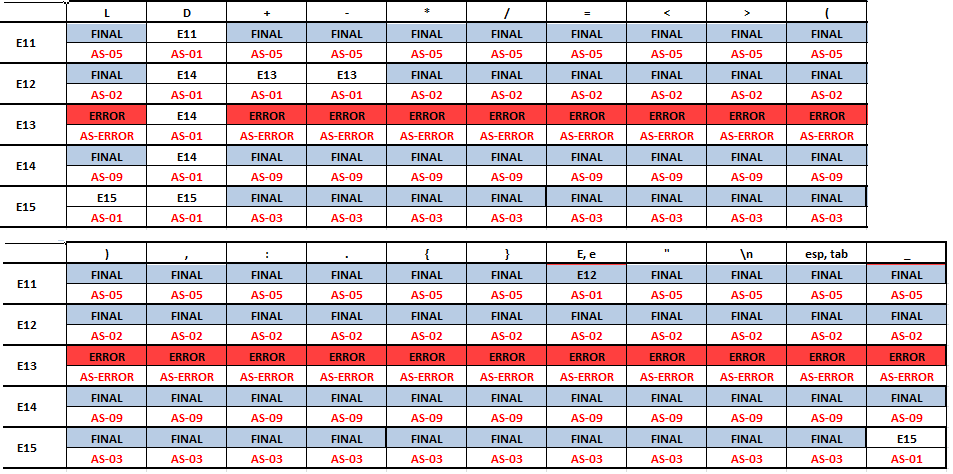 L D + - * / = < > (
E11 FINAL E11 FINAL FINAL FINAL FINAL FINAL FINAL FINAL FINAL
AS-05 AS-01 AS-05 AS-05 AS-05 AS-05 AS-05 AS-05 AS-05 AS-05
E12 FINAL E14 E13 E13 FINAL FINAL FINAL FINAL FINAL FINAL
AS-02 AS-01 AS-01 AS-01 AS-02 AS-02 AS-02 AS-02 AS-02 AS-02
E13 ERROR E14 ERROR ERROR ERROR ERROR ERROR ERROR ERROR ERROR
AS-ERROR AS-01 AS-ERROR AS-ERROR AS-ERROR AS-ERROR AS-ERROR AS-ERROR AS-ERROR AS-ERROR
E14 FINAL E14 FINAL FINAL FINAL FINAL FINAL FINAL FINAL FINAL
AS-09 AS-01 AS-09 AS-09 AS-09 AS-09 AS-09 AS-09 AS-09 AS-09
E15 E15 E15 FINAL FINAL FINAL FINAL FINAL FINAL FINAL FINAL
AS-01 AS-01 AS-03 AS-03 AS-03 AS-03 AS-03 AS-03 AS-03 AS-03
) , : . { } E, e " \n esp, tab _
E11 FINAL FINAL FINAL FINAL FINAL FINAL E12 FINAL FINAL FINAL FINAL
AS-05 AS-05 AS-05 AS-05 AS-05 AS-05 AS-01 AS-05 AS-05 AS-05 AS-05
E12 FINAL FINAL FINAL FINAL FINAL FINAL FINAL FINAL FINAL FINAL FINAL
AS-02 AS-02 AS-02 AS-02 AS-02 AS-02 AS-02 AS-02 AS-02 AS-02 AS-02
E13 ERROR ERROR ERROR ERROR ERROR ERROR ERROR ERROR ERROR ERROR ERROR
AS-ERROR AS-ERROR AS-ERROR AS-ERROR AS-ERROR AS-ERROR AS-ERROR AS-ERROR AS-ERROR AS-ERROR AS-ERROR
E14 FINAL FINAL FINAL FINAL FINAL FINAL FINAL FINAL FINAL FINAL FINAL
AS-09 AS-09 AS-09 AS-09 AS-09 AS-09 AS-09 AS-09 AS-09 AS-09 AS-09
E15 FINAL FINAL FINAL FINAL FINAL FINAL FINAL FINAL FINAL FINAL E15
AS-03 AS-03 AS-03 AS-03 AS-03 AS-03 AS-03 AS-03 AS-03 AS-03 AS-01